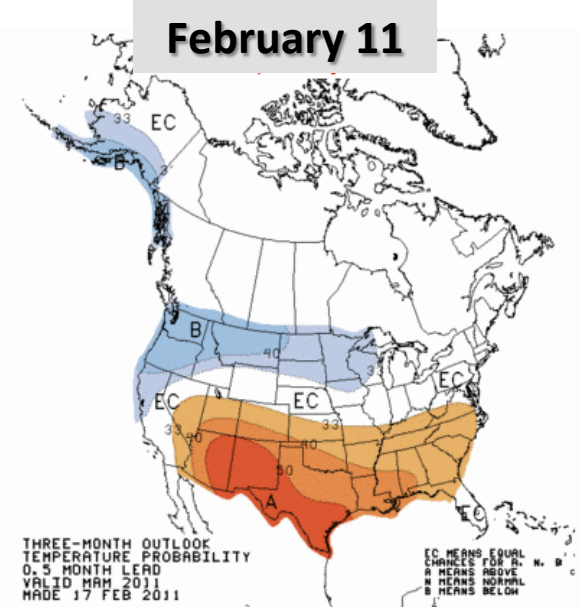 February 11
33 EC
B
3
B
40
3
EC
EC
EC
33
33
40
40
50
A
EC
THREE-MONTH OUTLOOK
TEMPERATURE PROBABILITY
0.5 MONTH LEAD
VALID MAM 2011
MADE 17 FEB 2011
EC MEANS EQUAL
CHANCES FOR A, N, B
A MEANS ABOVE
N MEANS NORMAL
B MEANS BELOW